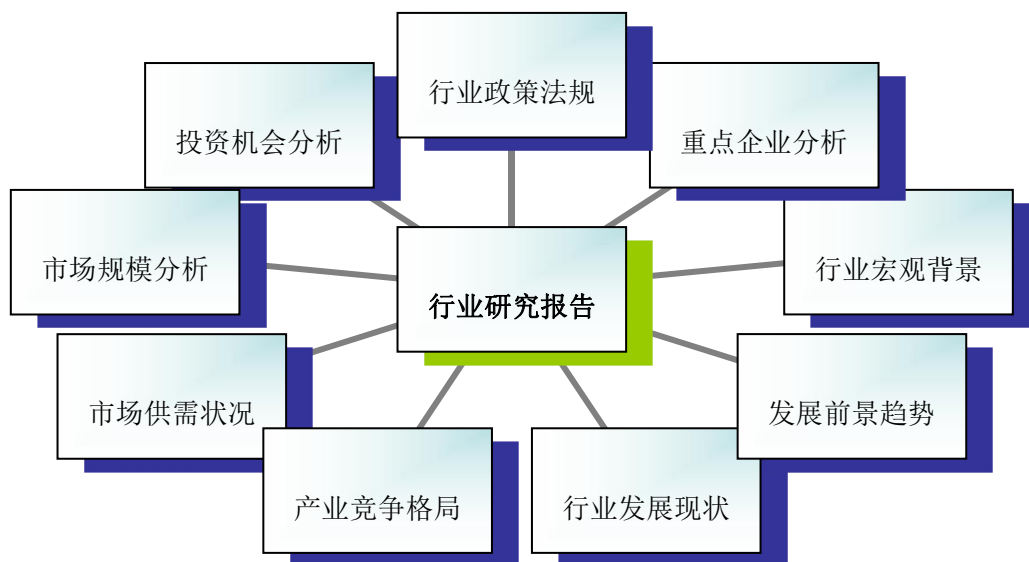 行业政策法规
投资机会分析
重点企业分析
市场规模分析
行业宏观背景
行业研究报告
市场供需状况
发展前景趋势
产业竞争格局
行业发展现状